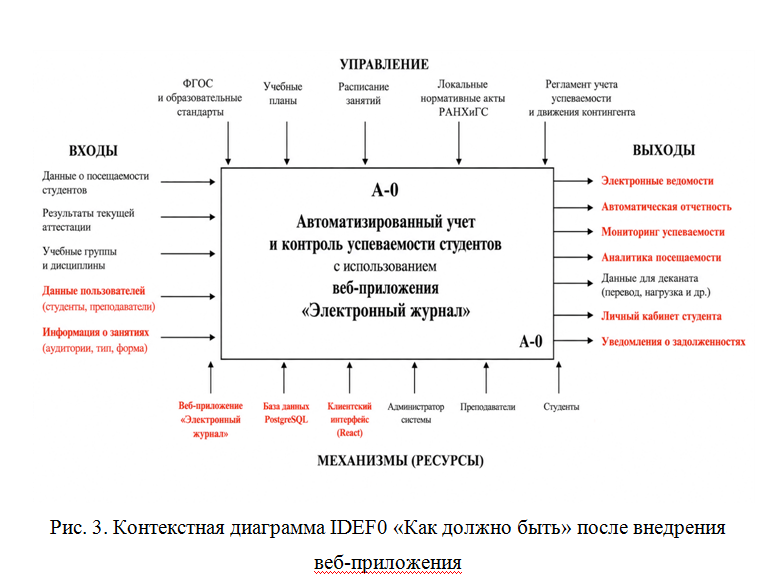 УПРАВЛЕНИЕ
ФГОС
и образовательные
стандарты
Учебные
планы
Расписание
занятий
Локальные
нормативные акты
РАНХиГС
Регламент учета
успеваемости
и движения контингента
ВХОДЫ
Данные о посещаемости
студентов
Результаты текущей
аттестации
Учебные группы
и дисциплины
Данные пользователей
(студенты, преподаватели)
Информация о занятиях
(аудитории, тип, форма)
А-0
Автоматизированный учет
и контроль успеваемости студентов
с использованием
веб-приложения
«Электронный журнал»
А-0
ВЫХОДЫ
Электронные ведомости
Автоматическая отчетность
Мониторинг успеваемости
Аналитика посещаемости
Данные для деканата
(перевод, нагрузка и др.)
Личный кабинет студента
Уведомления о задолженностях
Веб-приложение
«Электронный
журнал»
База данных
PostgreSQL
Клиентский
интерфейс
(React)
Администратор
системы
Преподаватели
Студенты
МЕХАНИЗМЫ (РЕСУРСЫ)
Рис. 3. Контекстная диаграмма IDEF0 «Как должно быть» после внедрения
веб-приложения